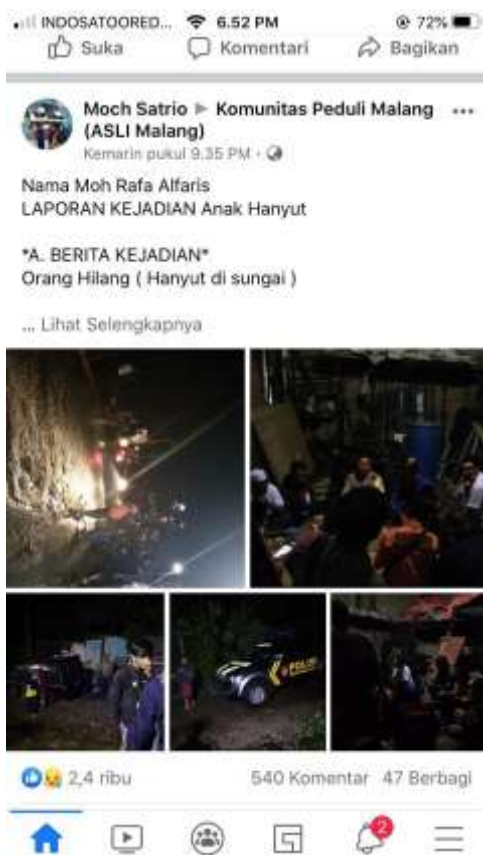 INDOSATOORED... 6.52 PM 72%
Suka Komentari Bagikan
Moch Satrio ▶ Komunitas Peduli Malang
(ASLI Malang)
Kemarin pukul 9.35 PM ·
Nama Moh Rafa Alfaris
LAPORAN KEJADIAN Anak Hanyut
*A. BERITA KEJADIAN*
Orang Hilang ( Hanyut di sungai )
... Lihat Selengkapnya
POLISI
2,4 ribu 540 Komentar 47 Berbagi
2